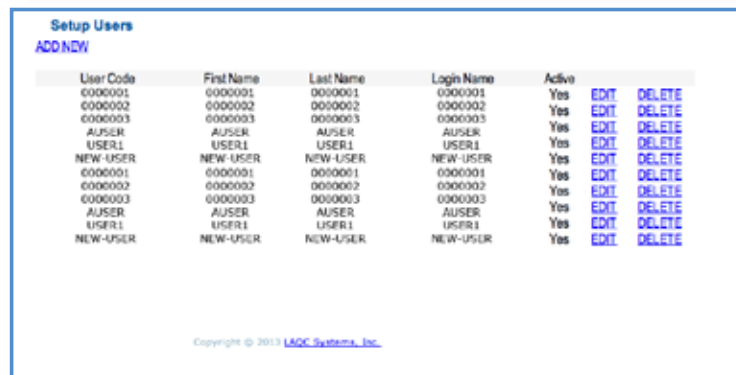 Setup Users
ADD NEW
User Code First Name Last Name Login Name Active
0000001 0000001 0000001 0000001 Yes EDIT DELETE
0000002 0000002 0000002 0000002 Yes EDIT DELETE
0000003 0000003 0000003 0000003 Yes EDIT DELETE
AUSER AUSER AUSER AUSER Yes EDIT DELETE
USER1 USER1 USER1 USER1 Yes EDIT DELETE
NEW-USER NEW-USER NEW-USER NEW-USER Yes EDIT DELETE
0000001 0000001 0000001 0000001 Yes EDIT DELETE
0000002 0000002 0000002 0000002 Yes EDIT DELETE
0000003 0000003 0000003 0000003 Yes EDIT DELETE
AUSER AUSER AUSER AUSER Yes EDIT DELETE
USER1 USER1 USER1 USER1
NEW-USER NEW-USER NEW-USER NEW-USER Yes EDIT DELETE
Copyright © 2013 LAQC Systems, Inc.